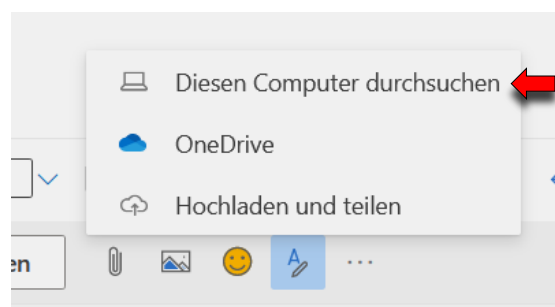 Diesen Computer durchsuchen
OneDrive
Hochladen und teilen
en